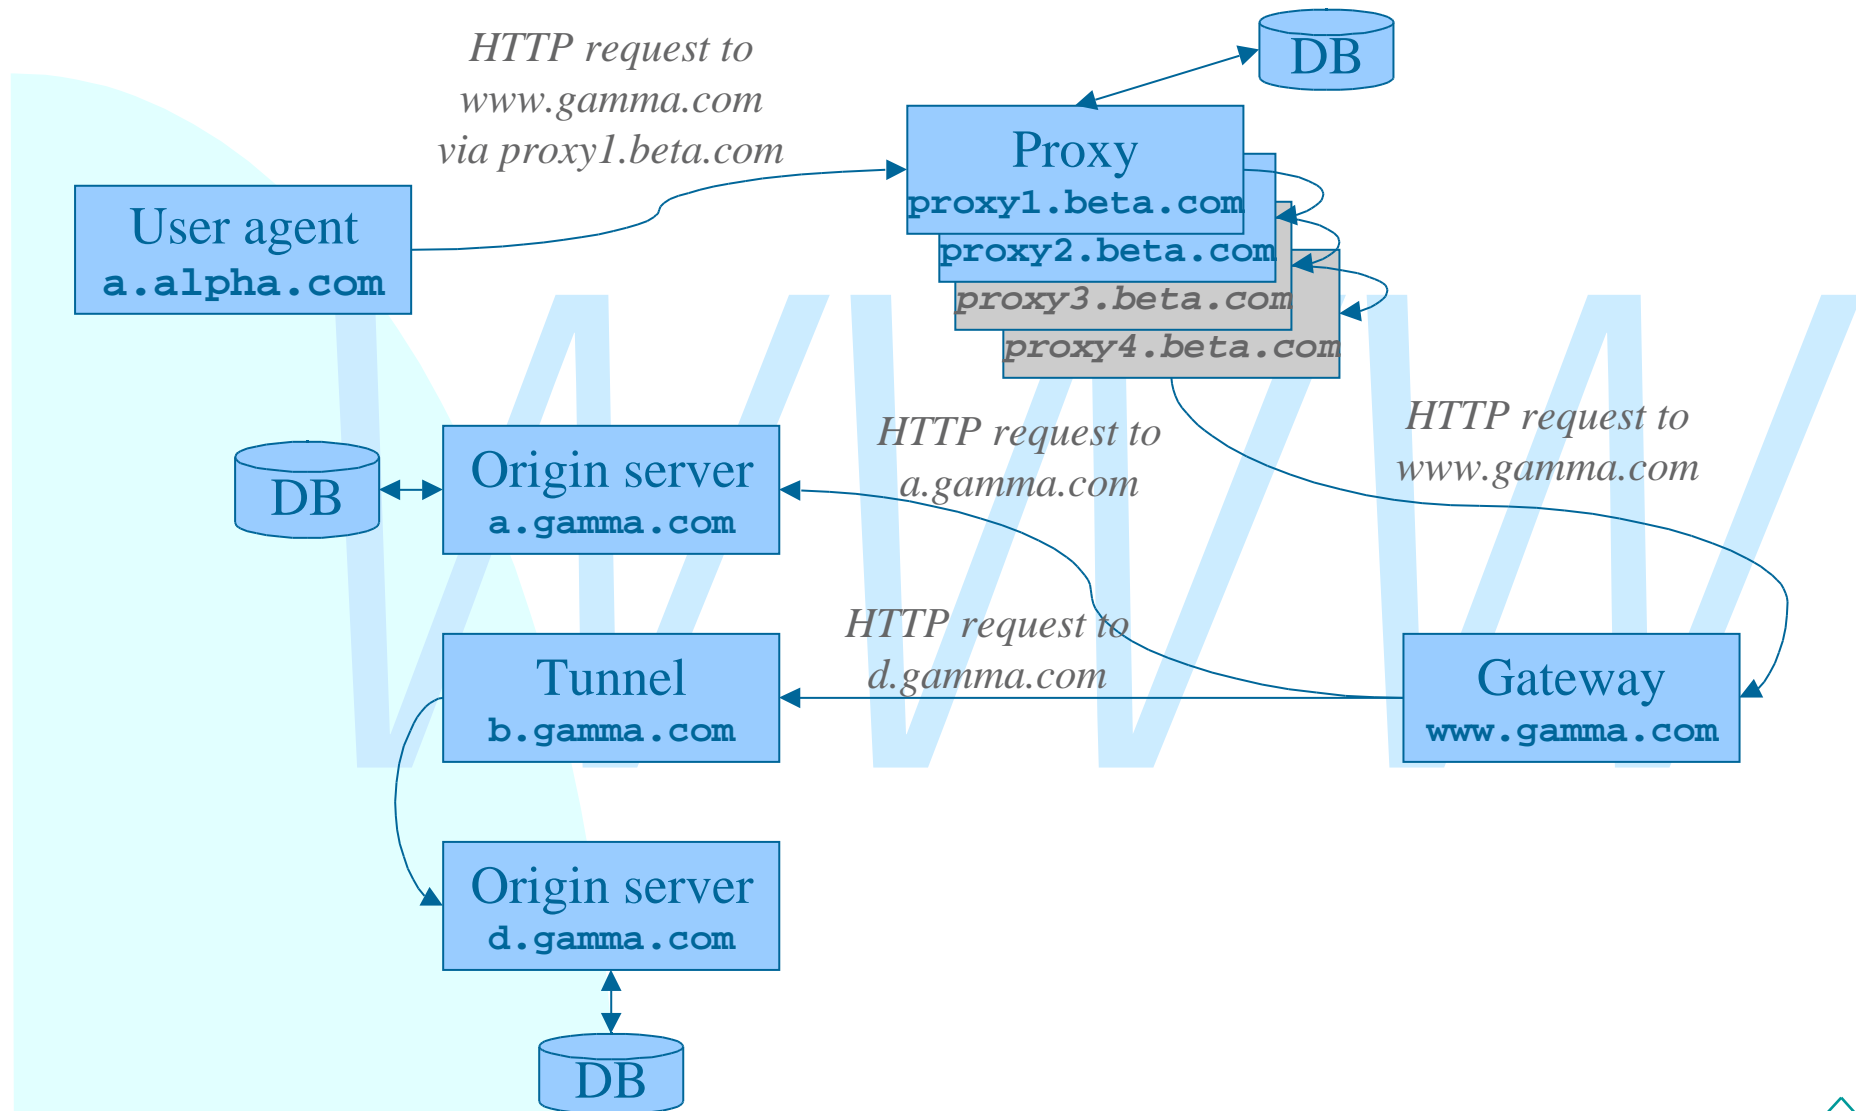 HTTP request to
www.gamma.com
via proxy1.beta.com
DB
Proxy
proxy1.beta.com
proxy2.beta.com
proxy3.beta.com
proxy4.beta.com
User agent
a.alpha.com
HTTP request to
www.gamma.com
HTTP request to
a.gamma.com
DB
Origin server
a.gamma.com
HTTP request to
d.gamma.com
Tunnel
b.gamma.com
Gateway
www.gamma.com
Origin server
d.gamma.com
DB
WWW